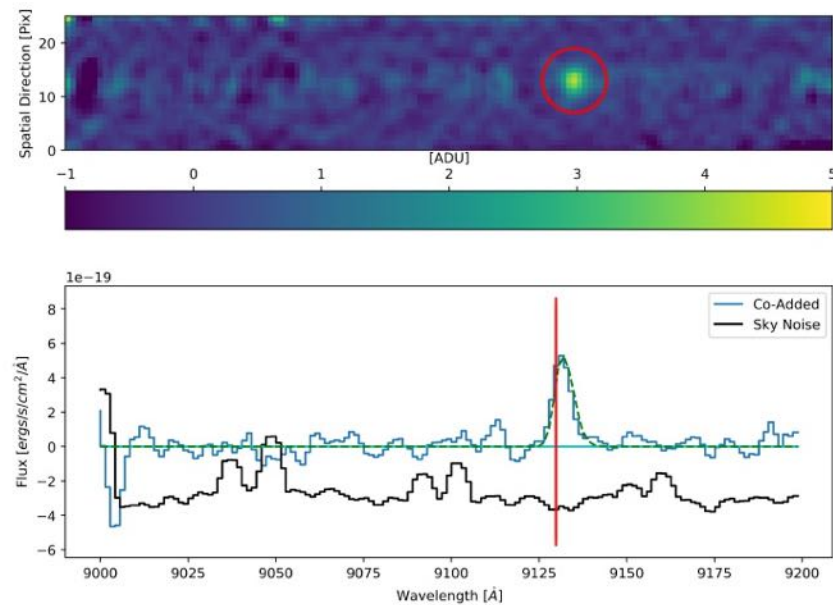 20
10
0
Spatial Direction [Pix]
[ADU]
−1 0 1 2 3 4 5
1e−19
8
6
4
2
0
−2
−4
−6
Flux [ergs/s/cm²/Å]
Co-Added
Sky Noise
9000 9025 9050 9075 9100 9125 9150 9175 9200
Wavelength [Å]